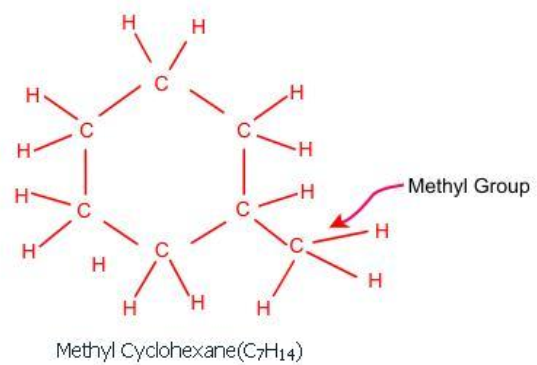 H H
H C H
C C
H H
H H
C C
H H
C C H
H
H H H H
Methyl Group
Methyl Cyclohexane(C₇H₁₄)